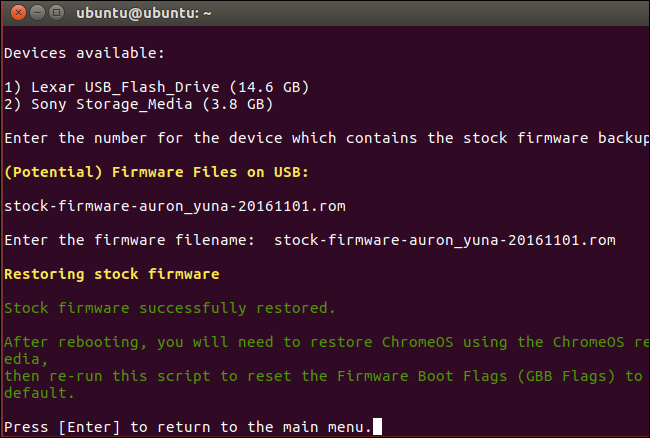 ubuntu@ubuntu: ~
Devices available:
1) Lexar USB_Flash_Drive (14.6 GB)
2) Sony Storage_Media (3.8 GB)
Enter the number for the device which contains the stock firmware backup
(Potential) Firmware Files on USB:
stock-firmware-auron_yuna-20161101.rom
Enter the firmware filename:  stock-firmware-auron_yuna-20161101.rom
Restoring stock firmware
Stock firmware successfully restored.
After rebooting, you will need to restore ChromeOS using the ChromeOS re
edia,
then re-run this script to reset the Firmware Boot Flags (GBB Flags) to
default.
Press [Enter] to return to the main menu.